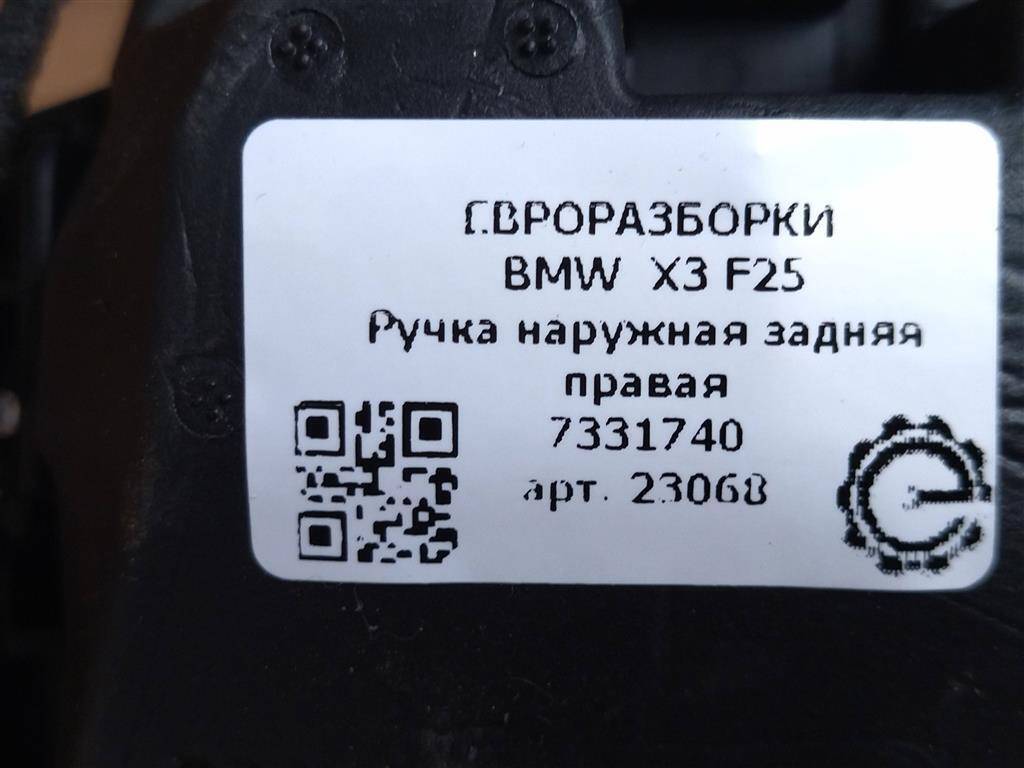 ЕВРОРАЗБОРКИ
BMW X3 F25
Ручка наружная задняя
правая
7331740
арт. 23068